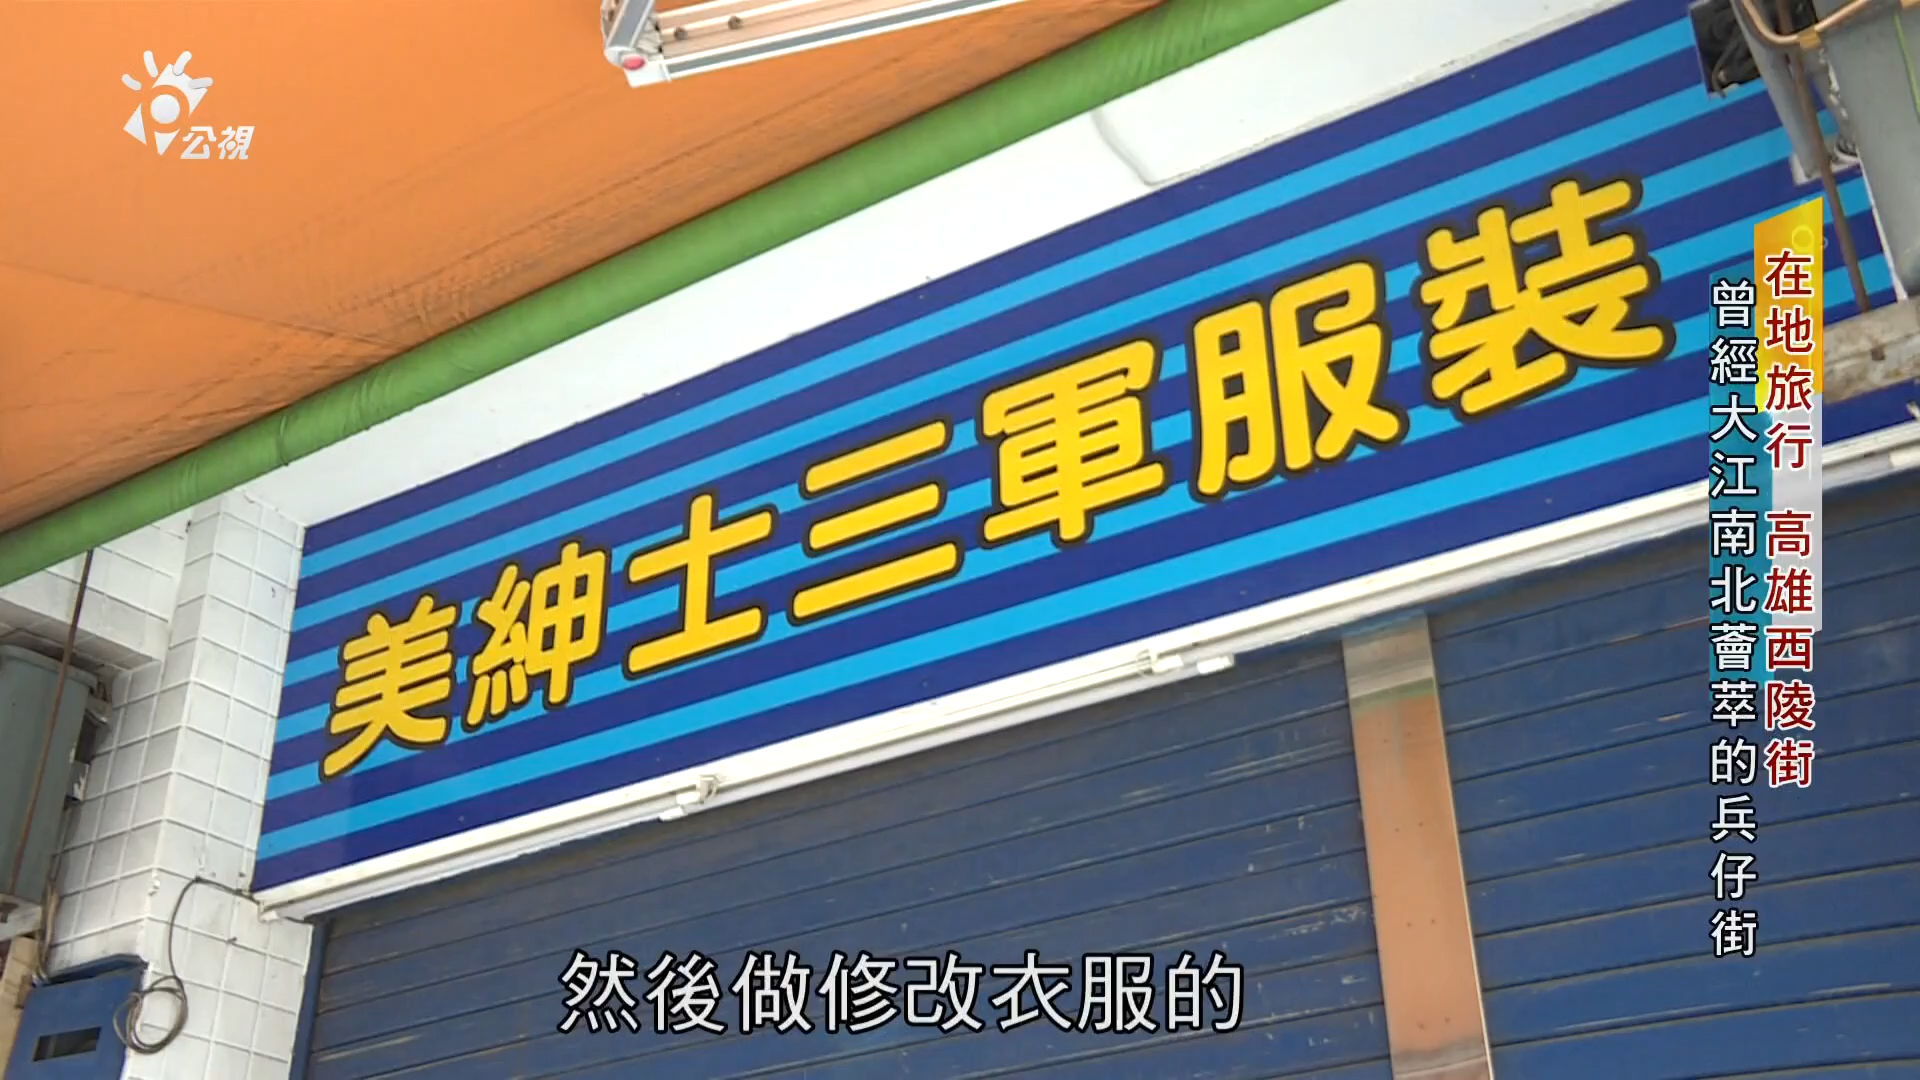 公視
美紳士三軍服裝
在地旅行 高雄西陵街
曾經大江南北薈萃的兵仔街
然後做修改衣服的